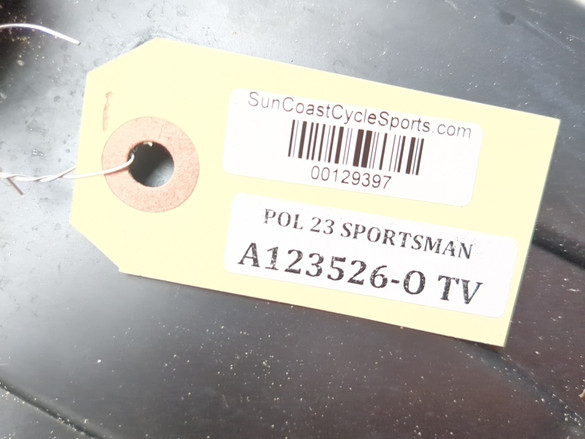 SunCoastCycleSports.com
00129397
POL 23 SPORTSMAN
A123526-O TV